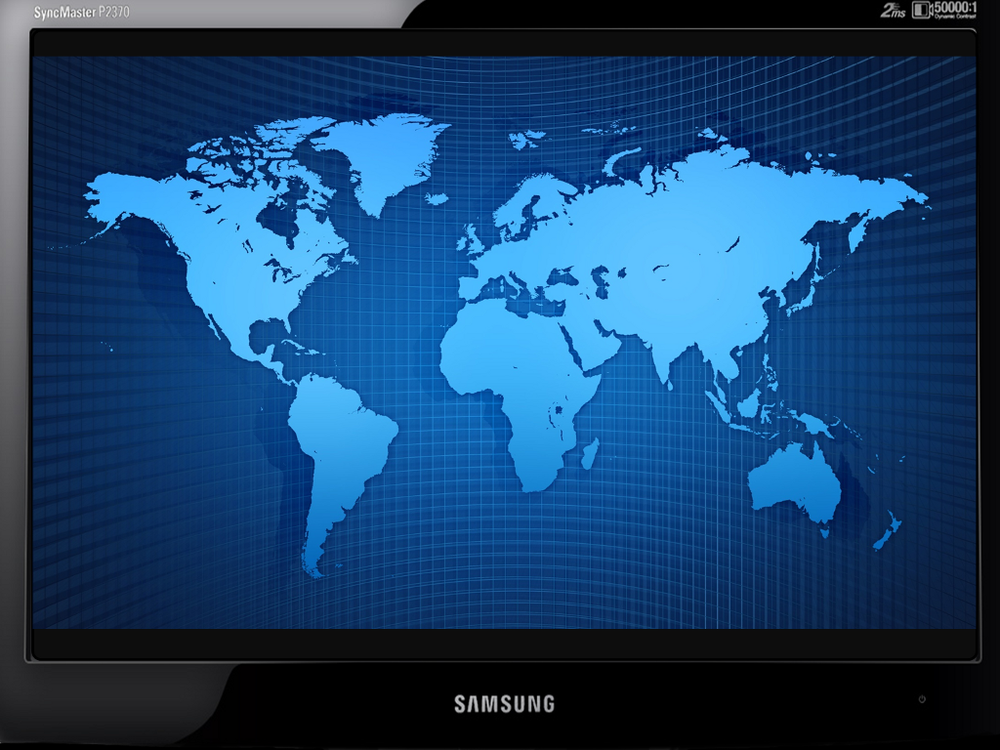 SyncMaster P2370
2ms
50000:1
Dynamic Contrast
SAMSUNG